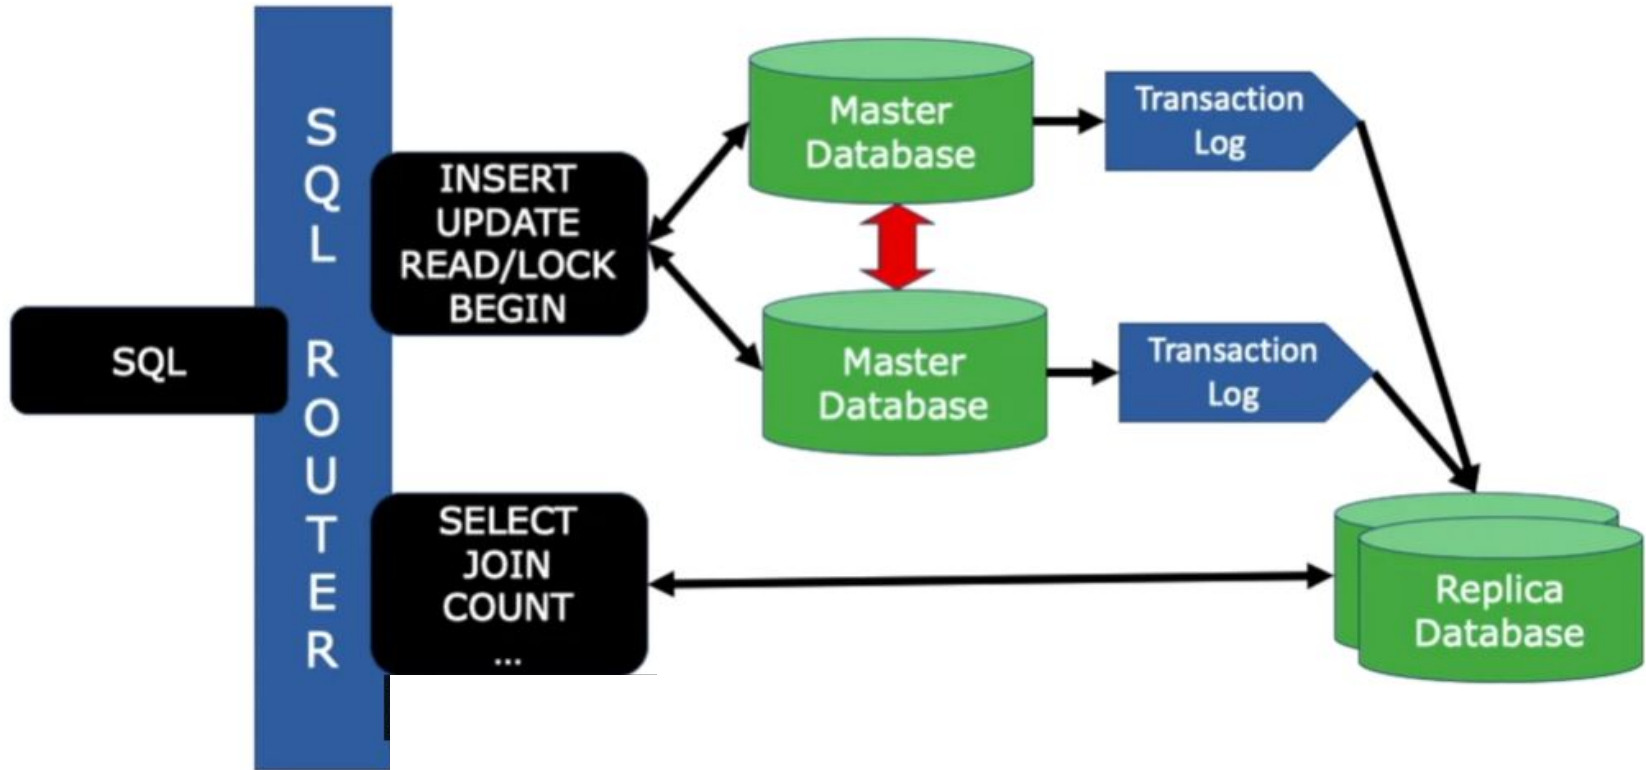 SQL
SQL ROUTER
INSERT
UPDATE
READ/LOCK
BEGIN
SELECT
JOIN
COUNT
...
Master
Database
Transaction
Log
Master
Database
Transaction
Log
Replica
Database